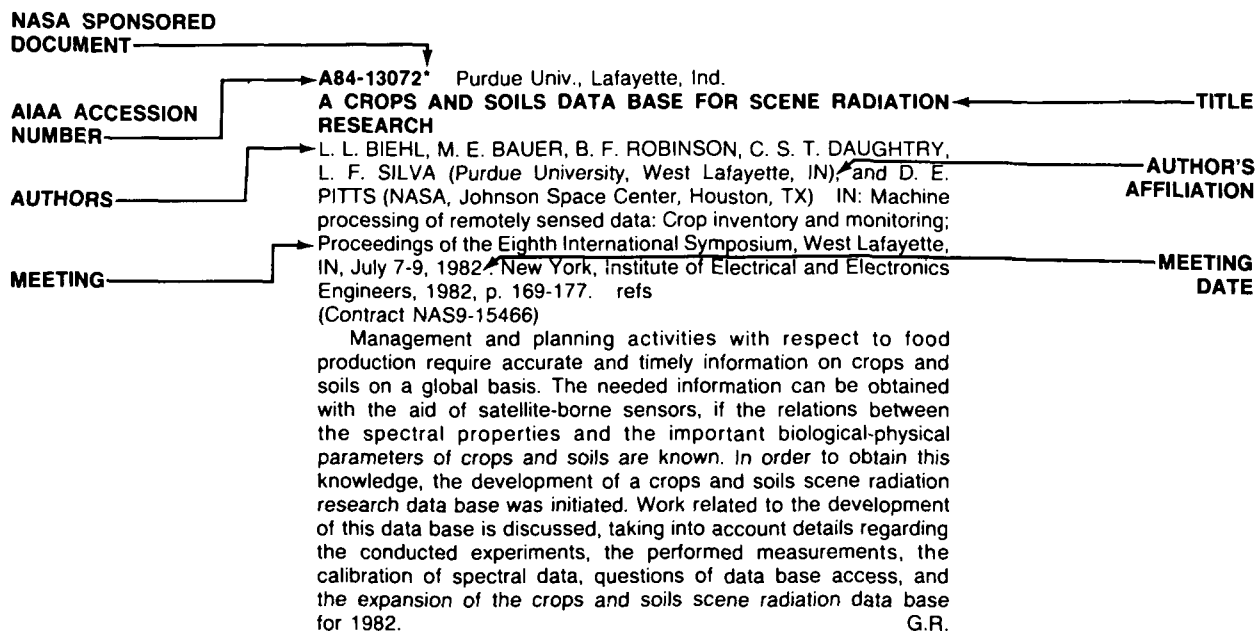 NASA SPONSORED
DOCUMENT
A84-13072* Purdue Univ., Lafayette, Ind.
A CROPS AND SOILS DATA BASE FOR SCENE RADIATION
TITLE
AIAA ACCESSION
NUMBER
RESEARCH
L. L. BIEHL, M. E. BAUER, B. F. ROBINSON, C. S. T. DAUGHTRY,
L. F. SILVA (Purdue University, West Lafayette, IN), and D. E.
AUTHOR'S
AFFILIATION
AUTHORS
PITTS (NASA, Johnson Space Center, Houston, TX) IN: Machine
processing of remotely sensed data: Crop inventory and monitoring;
Proceedings of the Eighth International Symposium, West Lafayette,
MEETING
IN, July 7-9, 1982. New York, Institute of Electrical and Electronics
MEETING
DATE
Engineers, 1982, p. 169-177. refs
(Contract NAS9-15466)
Management and planning activities with respect to food
production require accurate and timely information on crops and
soils on a global basis. The needed information can be obtained
with the aid of satellite-borne sensors, if the relations between
the spectral properties and the important biological-physical
parameters of crops and soils are known. In order to obtain this
knowledge, the development of a crops and soils scene radiation
research data base was initiated. Work related to the development
of this data base is discussed, taking into account details regarding
the conducted experiments, the performed measurements, the
calibration of spectral data, questions of data base access, and
the expansion of the crops and soils scene radiation data base
for 1982. G.R.